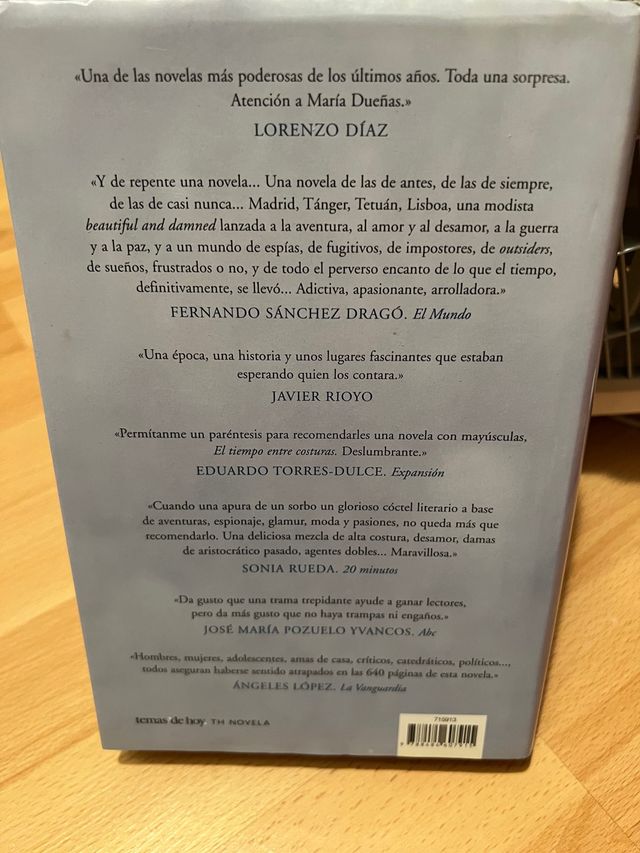 «Una de las novelas más poderosas de los últimos años. Toda una sorpresa.
Atención a María Dueñas.»
LORENZO DÍAZ
«Y de repente una novela... Una novela de las de antes, de las de siempre,
de las de casi nunca... Madrid, Tánger, Tetuán, Lisboa, una modista
beautiful and damned lanzada a la aventura, al amor y al desamor, a la guerra
y a la paz, y a un mundo de espías, de fugitivos, de impostores, de outsiders,
de sueños, frustrados o no, y de todo el perverso encanto de lo que el tiempo,
definitivamente, se llevó... Adictiva, apasionante, arrolladora.»
FERNANDO SÁNCHEZ DRAGÓ. El Mundo
«Una época, una historia y unos lugares fascinantes que estaban
esperando quien los contara.»
JAVIER RIOYO
«Permítanme un paréntesis para recomendarles una novela con mayúsculas,
El tiempo entre costuras. Deslumbrante.»
EDUARDO TORRES-DULCE. Expansión
«Cuando una apura de un sorbo un glorioso cóctel literario a base
de aventuras, espionaje, glamur, moda y pasiones, no queda más que
recomendarlo. Una deliciosa mezcla de alta costura, desamor, damas
de aristocrático pasado, agentes dobles... Maravillosa.»
SONIA RUEDA. 20 minutos
«Da gusto que una trama trepidante ayude a ganar lectores,
pero da más gusto que no haya trampas ni engaños.»
JOSÉ MARÍA POZUELO YVANCOS. Abc
«Hombres, mujeres, adolescentes, amas de casa, críticos, catedráticos, políticos...,
todos aseguran haberse sentido atrapados en las 640 páginas de esta novela.»
ÁNGELES LÓPEZ. La Vanguardia
temas de hoy. TH NOVELA
715913
9 788484 607915